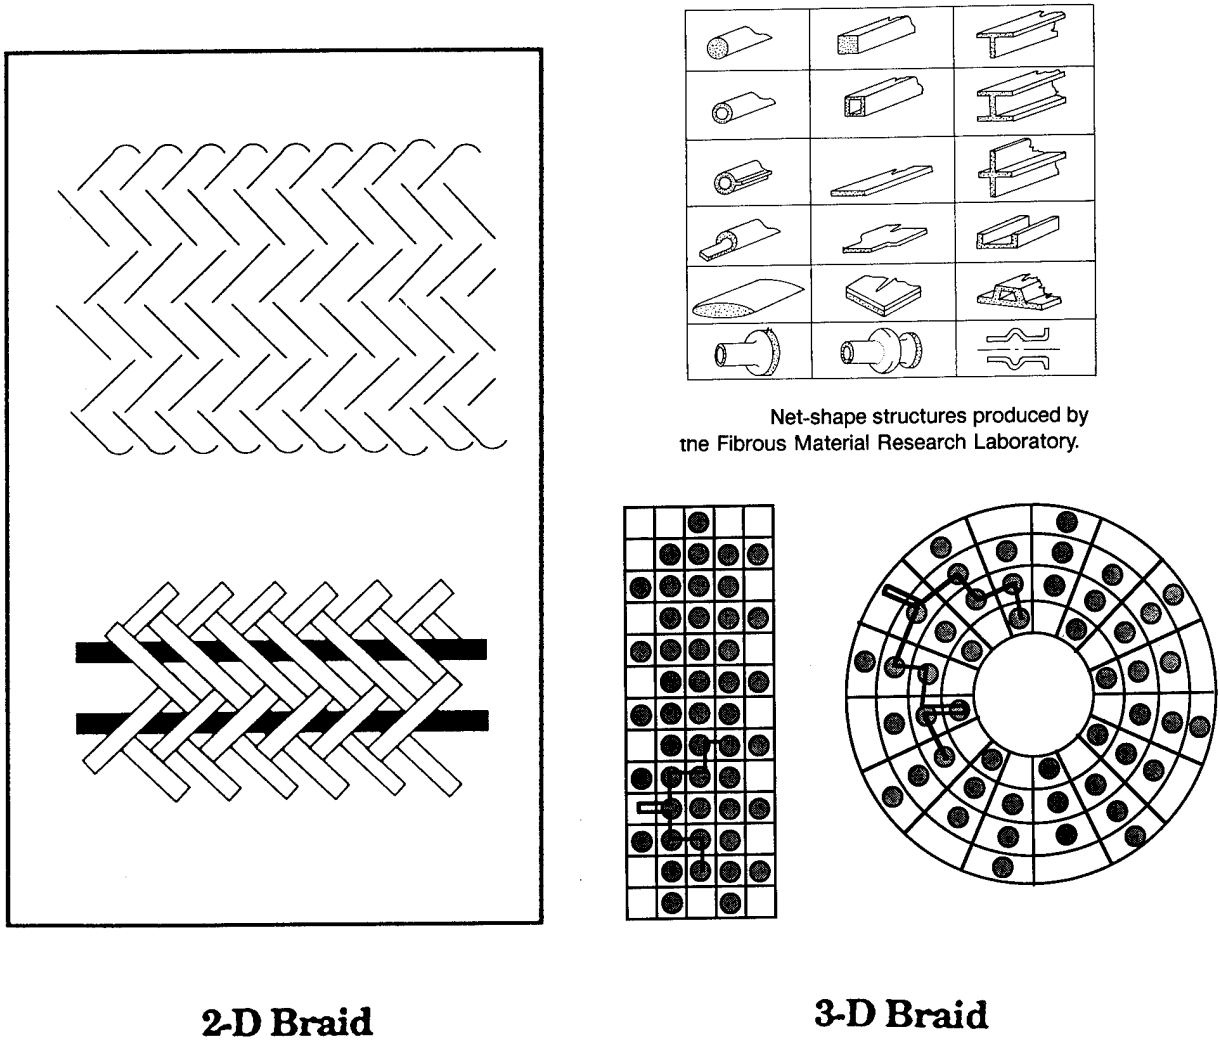 Net-shape structures produced by
tne Fibrous Material Research Laboratory.
2-D Braid
3-D Braid